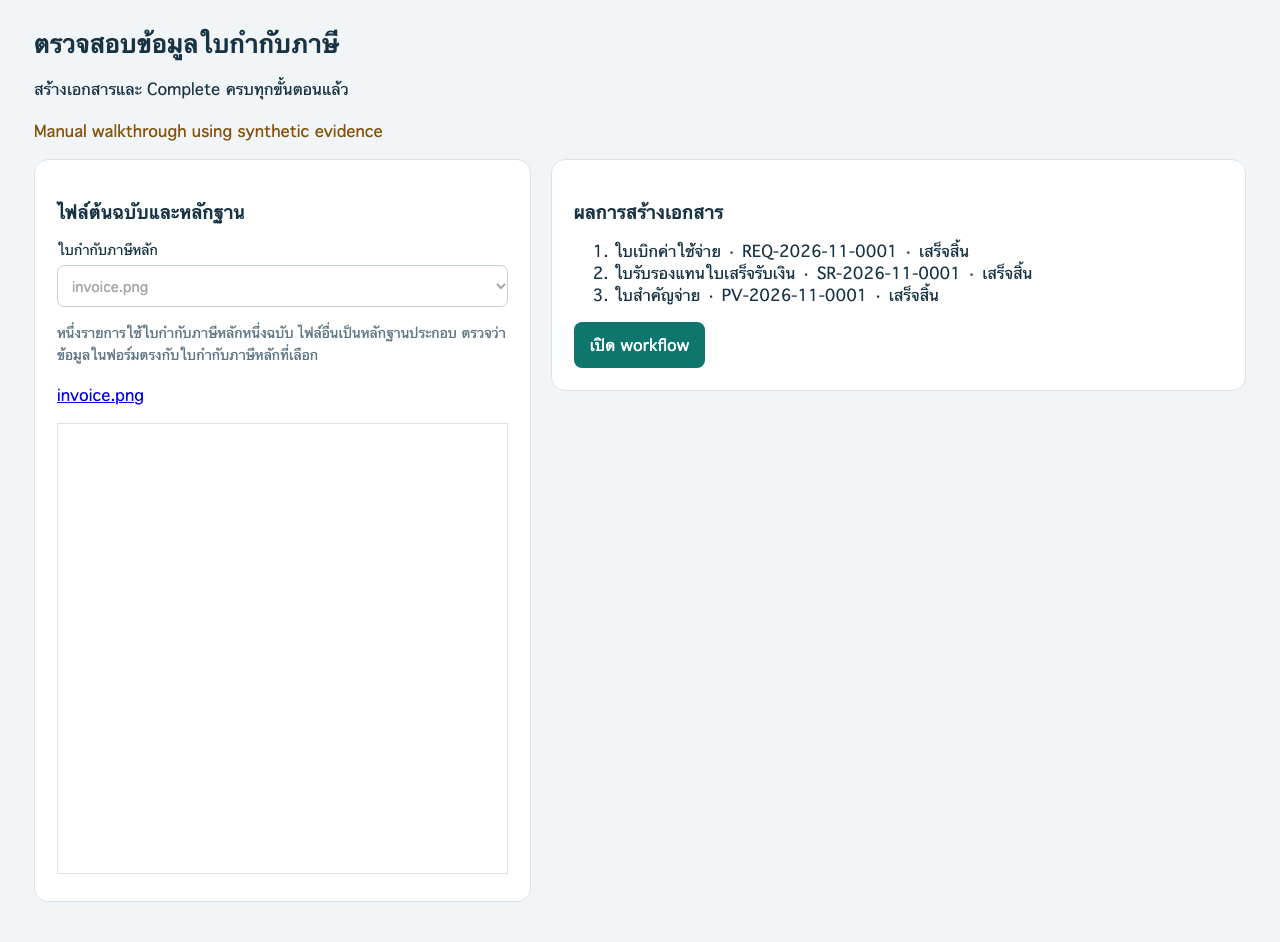 ตรวจสอบข้อมูลใบกำกับภาษี
สร้างเอกสารและ Complete ครบทุกขั้นตอนแล้ว
Manual walkthrough using synthetic evidence
ไฟล์ต้นฉบับและหลักฐาน
ใบกำกับภาษีหลัก
invoice.png
หนึ่งรายการใช้ใบกำกับภาษีหลักหนึ่งฉบับ ไฟล์อื่นเป็นหลักฐานประกอบ ตรวจว่า
ข้อมูลในฟอร์มตรงกับใบกำกับภาษีหลักที่เลือก
invoice.png
ผลการสร้างเอกสาร
1. ใบเบิกค่าใช้จ่าย · REQ-2026-11-0001 · เสร็จสิ้น
2. ใบรับรองแทนใบเสร็จรับเงิน · SR-2026-11-0001 · เสร็จสิ้น
3. ใบสำคัญจ่าย · PV-2026-11-0001 · เสร็จสิ้น
เปิด workflow